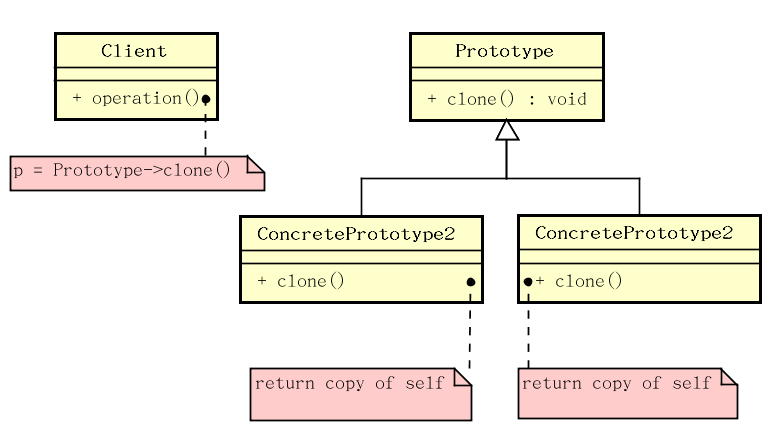 Client
+ operation()
p = Prototype->clone()
Prototype
+ clone() : void
ConcretePrototype2
+ clone()
return copy of self
ConcretePrototype2
+ clone()
return copy of self